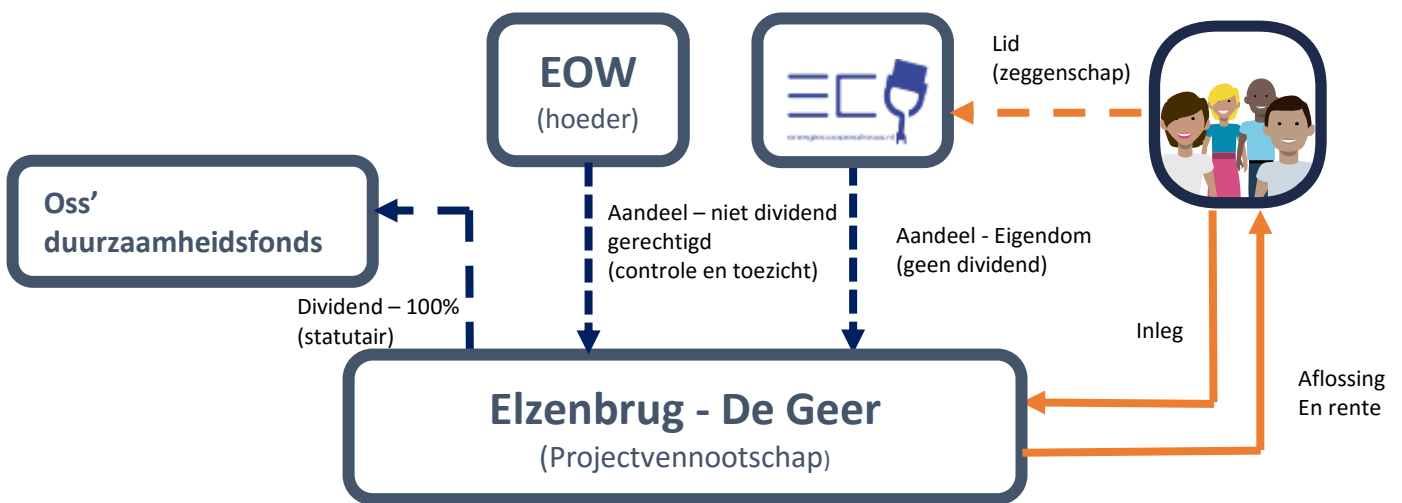 EOW
(hoeder)
Lid
(zeggenschap)
Oss’
duurzaamheidsfonds
Aandeel – niet dividend
gerechtigd
(controle en toezicht)
Aandeel - Eigendom
(geen dividend)
Dividend – 100%
(statutair)
Inleg
Aflossing
En rente
Elzenbrug - De Geer
(Projectvennootschap)